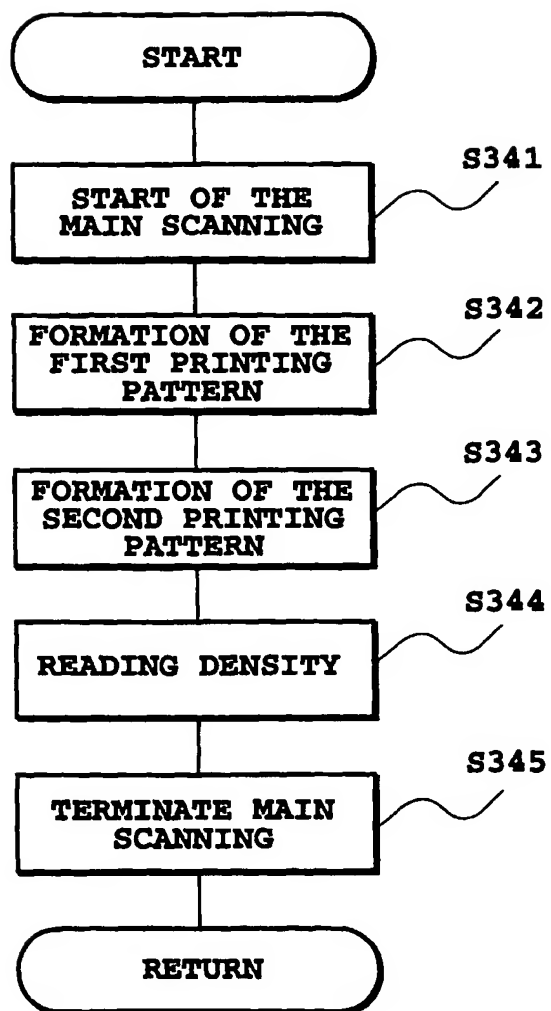 START
S341
START OF THE
MAIN SCANNING
S342
FORMATION OF THE
FIRST PRINTING
PATTERN
S343
FORMATION OF THE
SECOND PRINTING
PATTERN
S344
READING DENSITY
S345
TERMINATE MAIN
SCANNING
RETURN